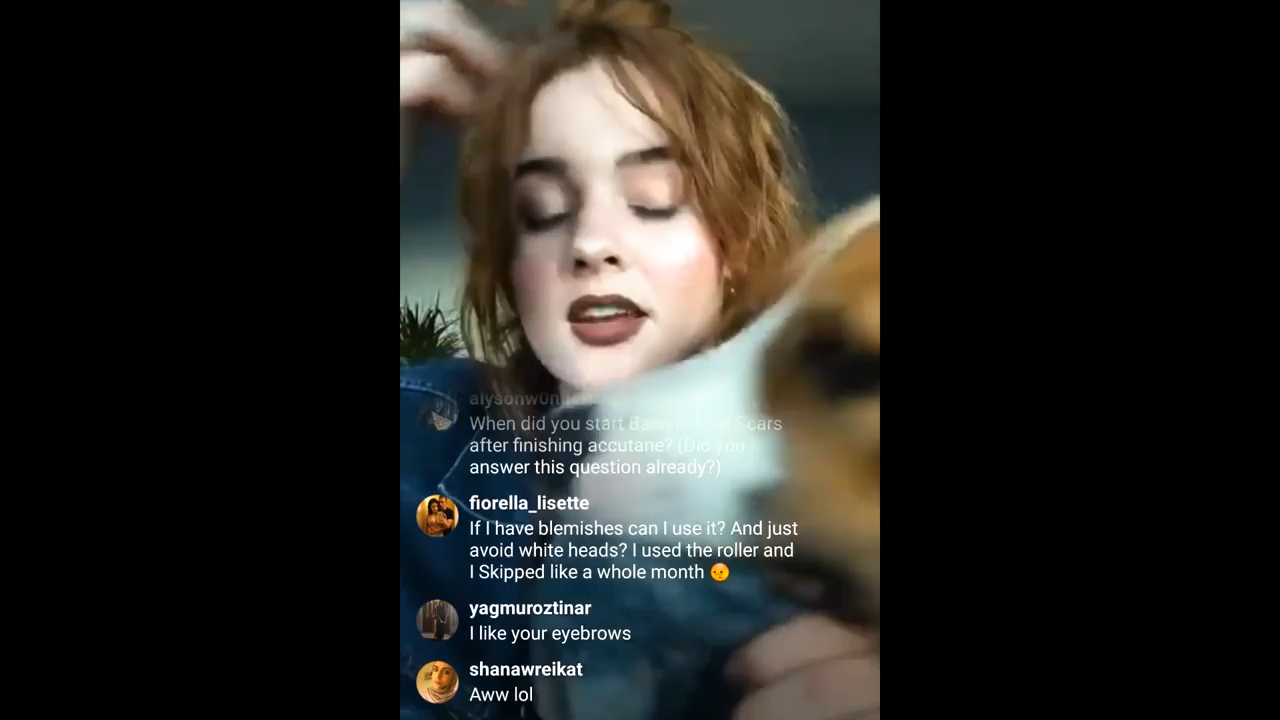 When did you start Scars
after finishing accutane? (Did you
answer this question already?)
fiorella_lisette
If I have blemishes can I use it? And just
avoid white heads? I used the roller and
I Skipped like a whole month 😳
yagmuroztinar
I like your eyebrows
shanawreikat
Aww lol